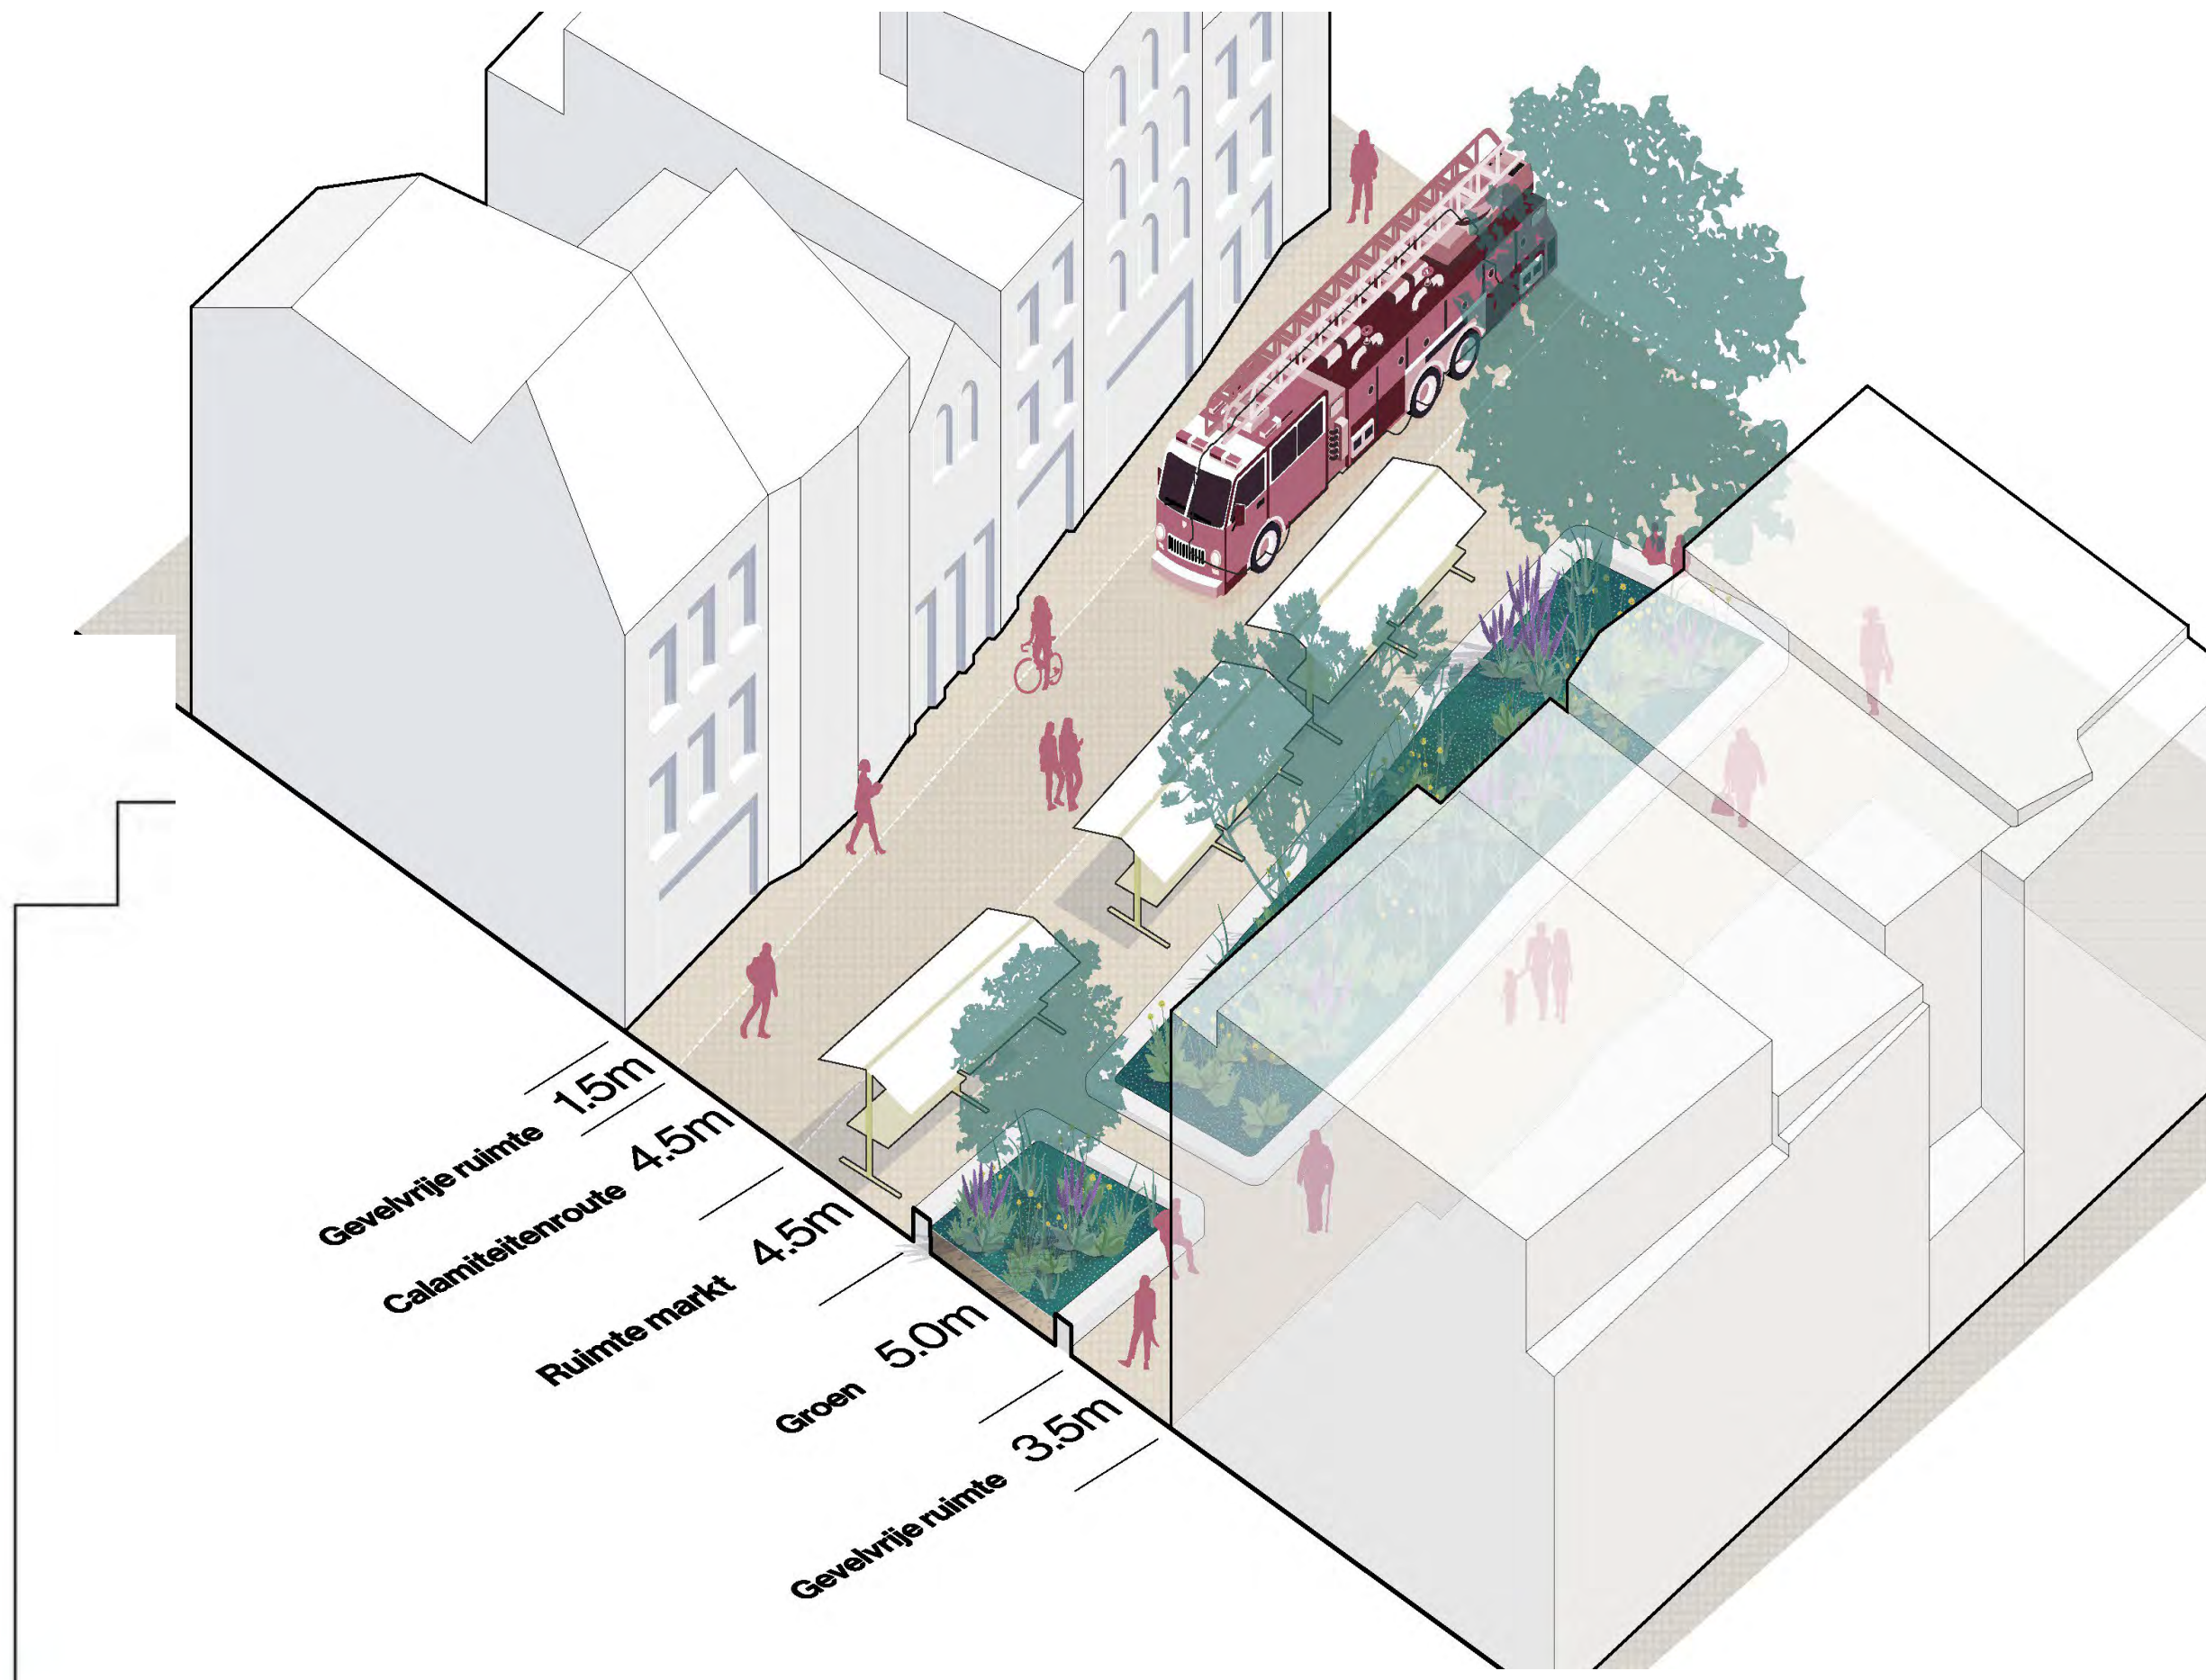 Gevelvrije ruimte 1.5m
Calamiteitenroute 4.5m
Ruimte markt 4.5m
Groen 5.0m
Gevelvrije ruimte 3.5m